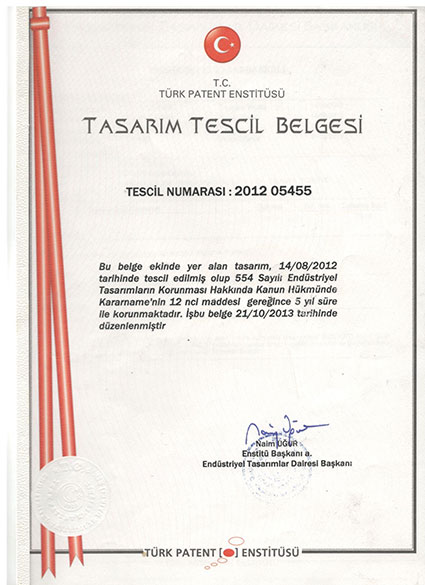 T.C.
TÜRK PATENT ENSTİTÜSÜ
TASARIM TESCİL BELGESİ
TESCİL NUMARASI : 2012 05455
Bu belge ekinde yer alan tasarım, 14/08/2012
tarihinde tescil edilmiş olup 554 Sayılı Endüstriyel
Tasarımların Korunması Hakkında Kanun Hükmünde
Kararname'nin 12 nci maddesi gereğince 5 yıl süre
ile korunmaktadır. İşbu belge 21/10/2013 tarihinde
düzenlenmiştir
Naim UĞUR
Enstitü Başkanı a.
Endüstriyel Tasarımlar Dairesi Başkanı
TÜRK PATENT ENSTİTÜSÜ